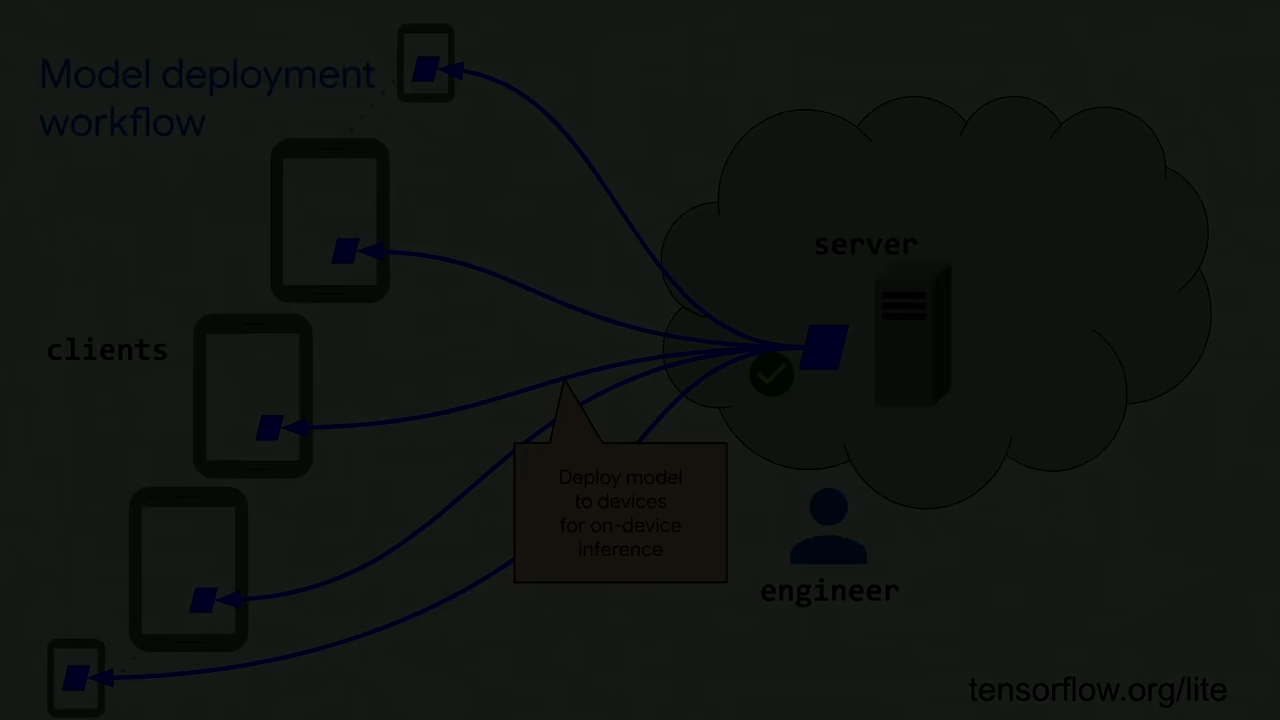 Model deployment
workflow
server
clients
Deploy model
to devices
for on-device
inference
engineer
tensorflow.org/lite